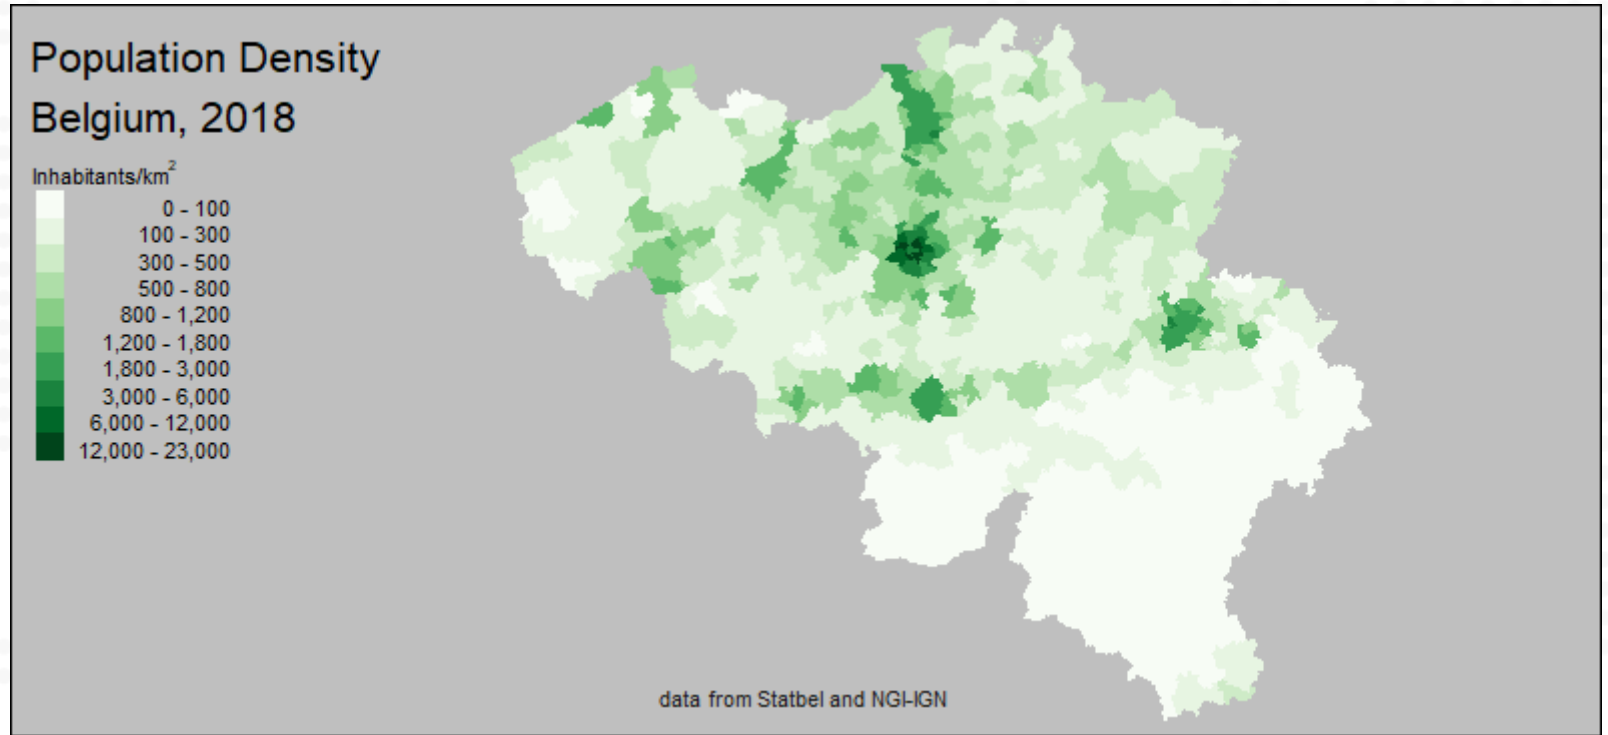 Population Density
Belgium, 2018
Inhabitants/km²
0 - 100
100 - 300
300 - 500
500 - 800
800 - 1,200
1,200 - 1,800
1,800 - 3,000
3,000 - 6,000
6,000 - 12,000
12,000 - 23,000
data from Statbel and NGI-IGN